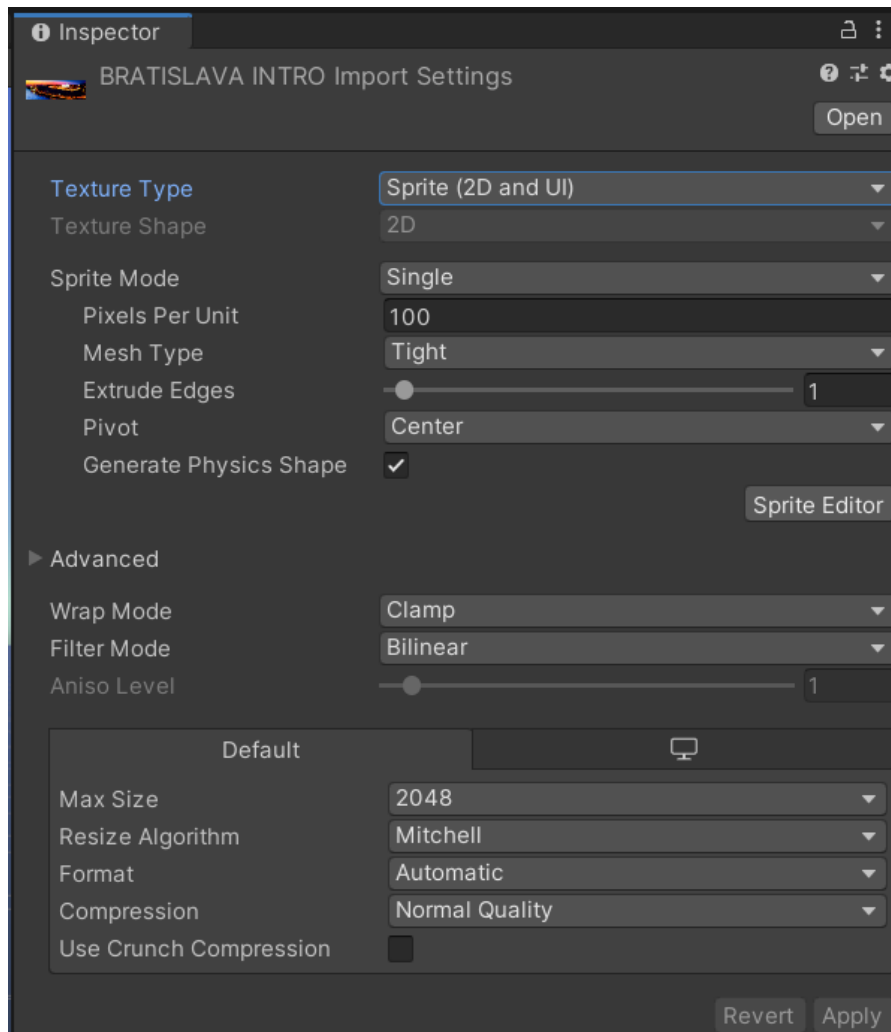 Inspector
BRATISLAVA INTRO Import Settings
Open
Texture Type Sprite (2D and UI)
Texture Shape 2D
Sprite Mode Single
Pixels Per Unit 100
Mesh Type Tight
Extrude Edges 1
Pivot Center
Generate Physics Shape
Sprite Editor
Advanced
Wrap Mode Clamp
Filter Mode Bilinear
Aniso Level 1
Default
Max Size 2048
Resize Algorithm Mitchell
Format Automatic
Compression Normal Quality
Use Crunch Compression
Revert Apply